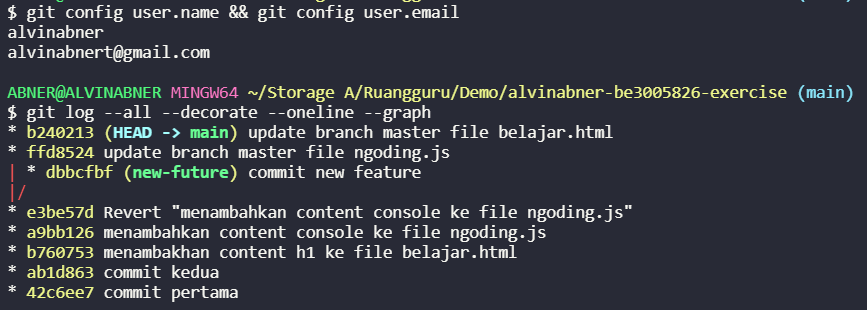 $ git config user.name && git config user.email
alvinabner
alvinabnert@gmail.com
ABNER@ALVINABNER MINGW64 ~/Storage A/Ruangguru/Demo/alvinabner-be3005826-exercise (main)
$ git log --all --decorate --oneline --graph
* b240213 (HEAD -> main) update branch master file belajar.html
* ffd8524 update branch master file ngoding.js
| * dbbcfbf (new-future) commit new feature
|/
* e3be57d Revert "menambahkan content console ke file ngoding.js"
* a9bb126 menambahkan content console ke file ngoding.js
* b760753 menambakhan content h1 ke file belajar.html
* ab1d863 commit kedua
* 42c6ee7 commit pertama